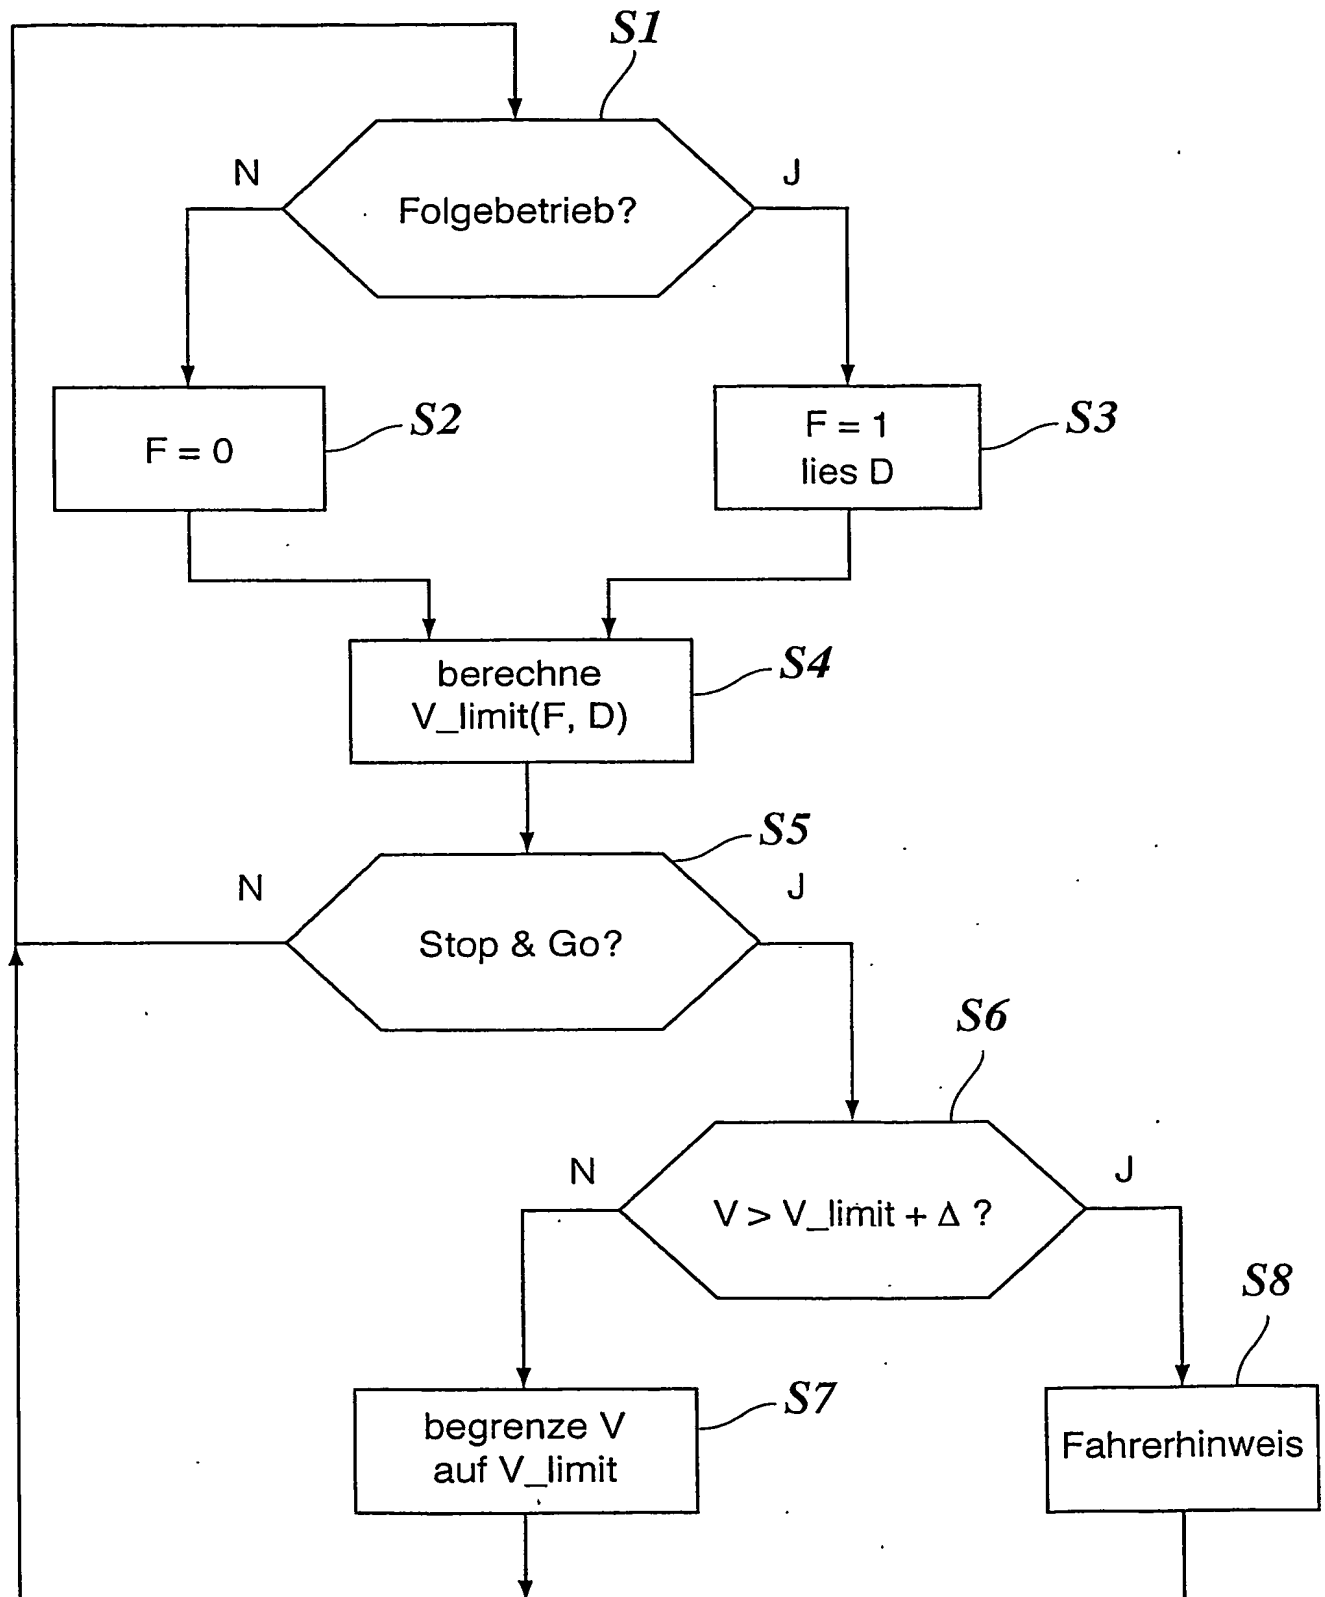 S1
N
J
Folgebetrieb?
F = 0
S2
F = 1
lies D
S3
berechne
V_limit(F, D)
S4
S5
N
J
Stop & Go?
S6
N
J
V > V_limit + Δ ?
S8
begrenze V
auf V_limit
S7
Fahrerhinweis